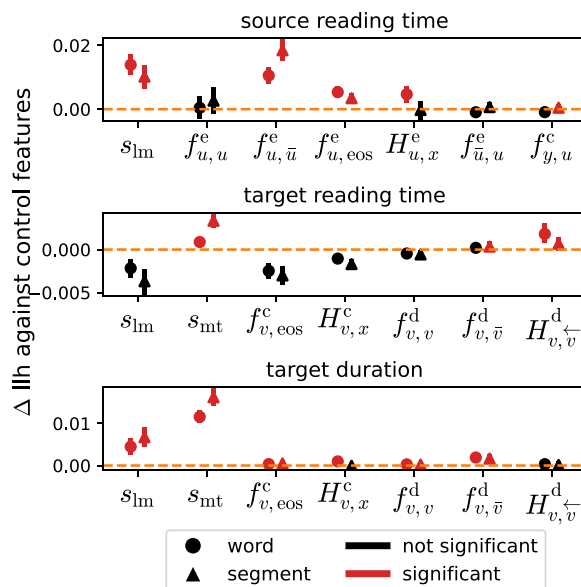 source reading time
0.02
0.00
s_lm f^e_{u,u} f^e_{u,ū} f^e_{u,eos} H^e_{u,x} f^e_{ū,u} f^c_{y,u}
Δ llh against control features
target reading time
0.000
−0.005
s_lm s_mt f^c_{v,eos} H^c_{v,x} f^d_{v,v} f^d_{v,v̄} H^d_{v,v̄←}
target duration
0.01
0.00
s_lm s_mt f^c_{v,eos} H^c_{v,x} f^d_{v,v} f^d_{v,v̄} H^d_{v,v̄←}
word not significant
segment significant